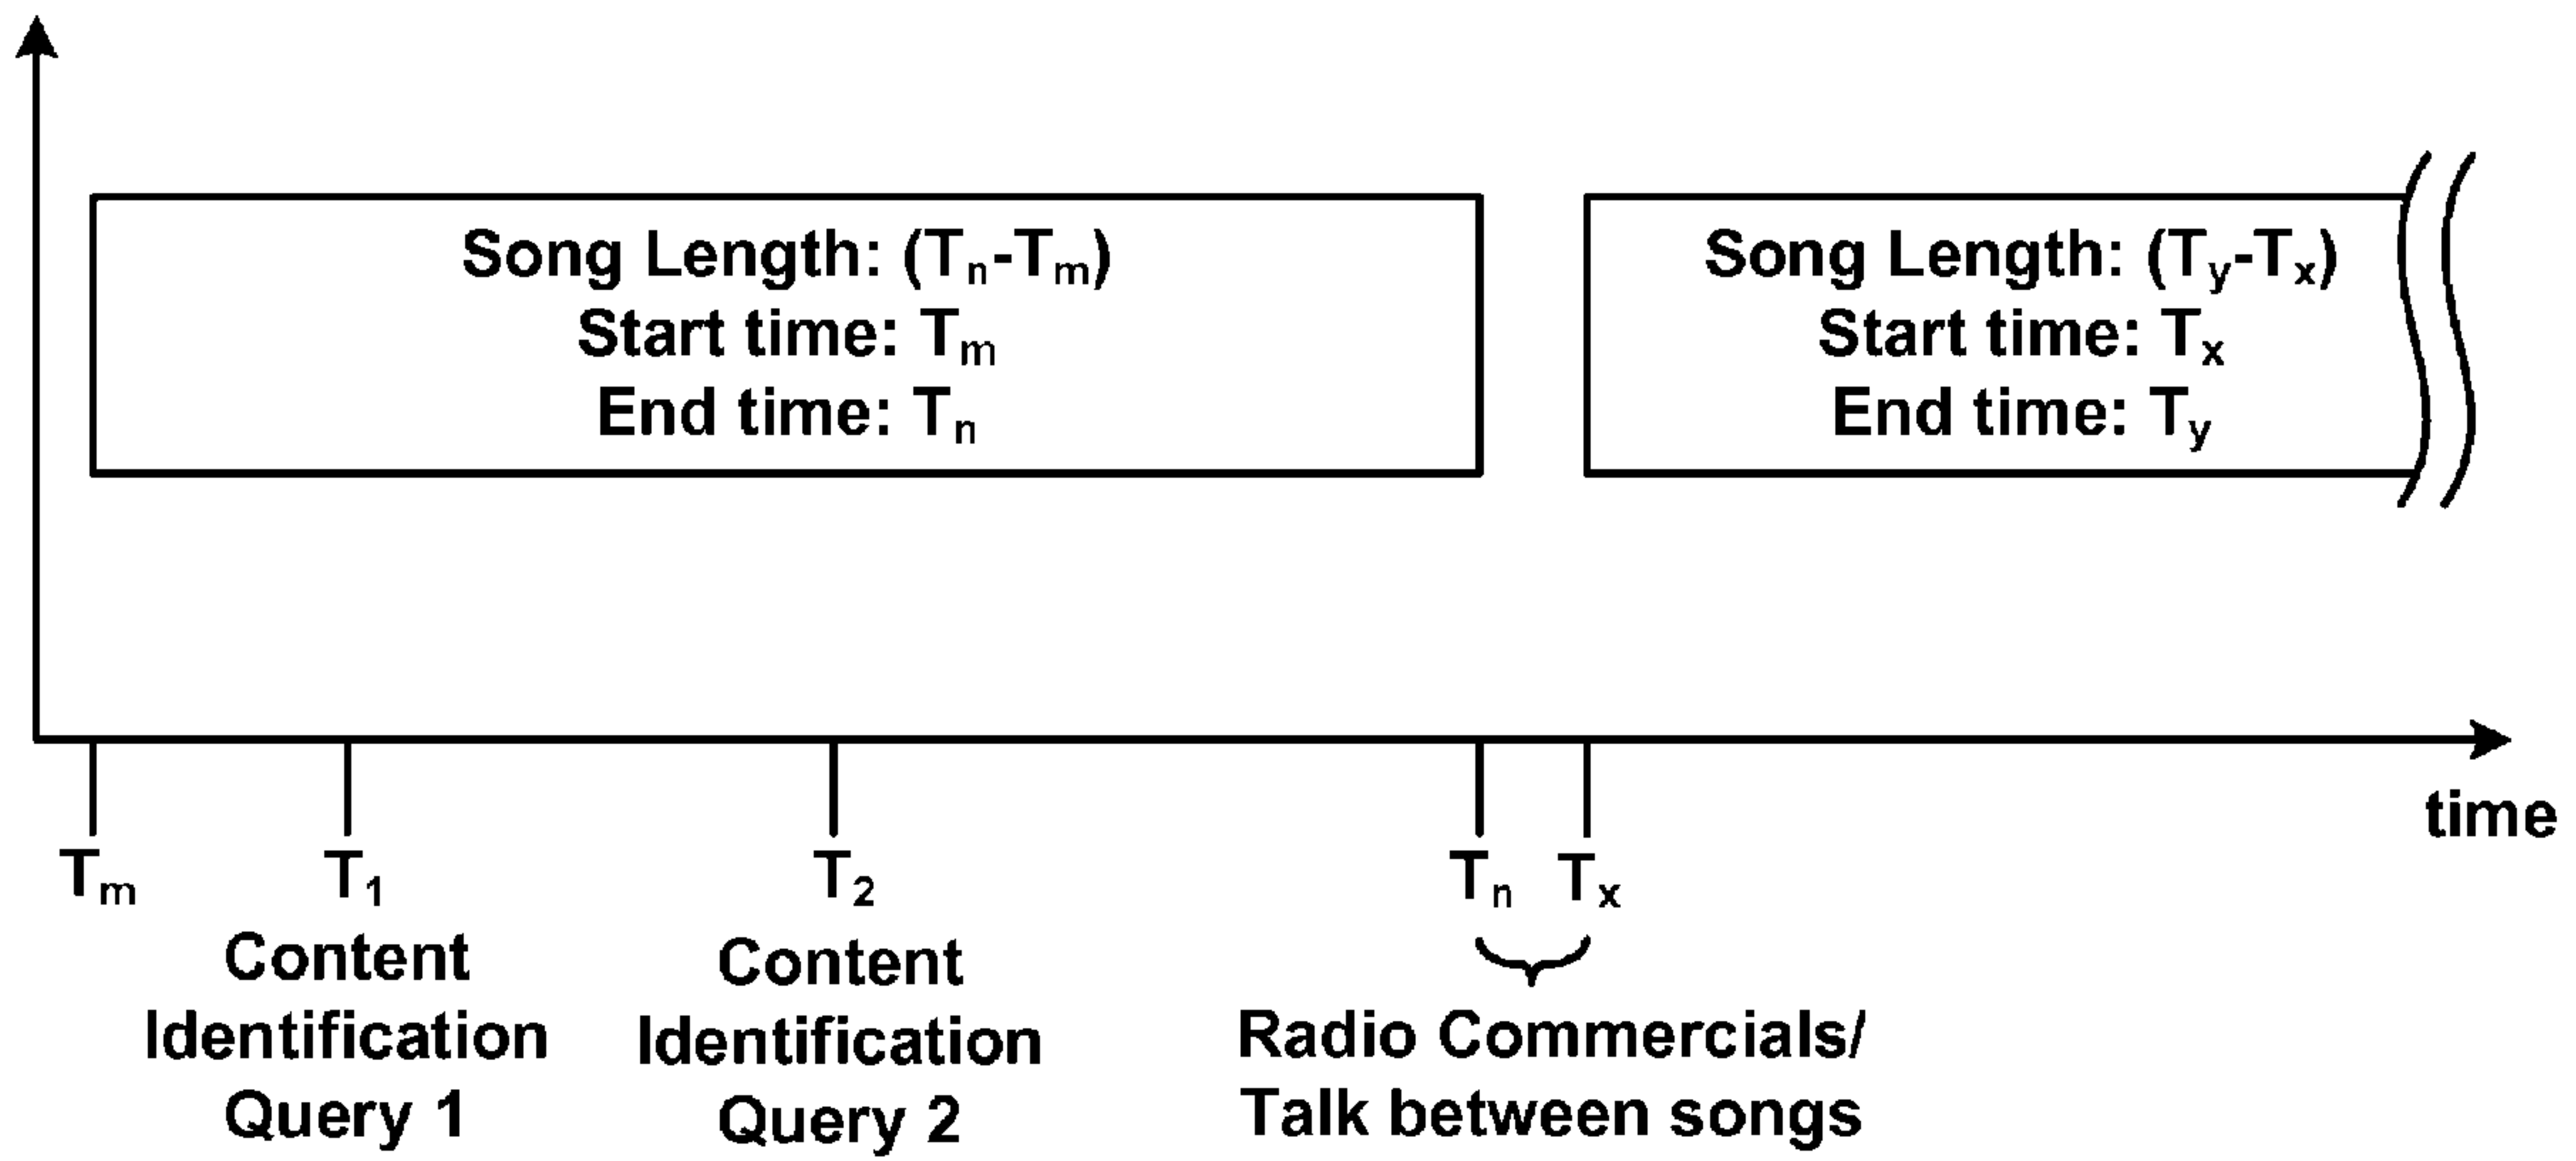 Song Length: (Tn-Tm)
Start time: Tm
End time: Tn
Song Length: (Ty-Tx)
Start time: Tx
End time: Ty
time
Tm
T1
Content
Identification
Query 1
T2
Content
Identification
Query 2
Tn
Tx
Radio Commercials/
Talk between songs